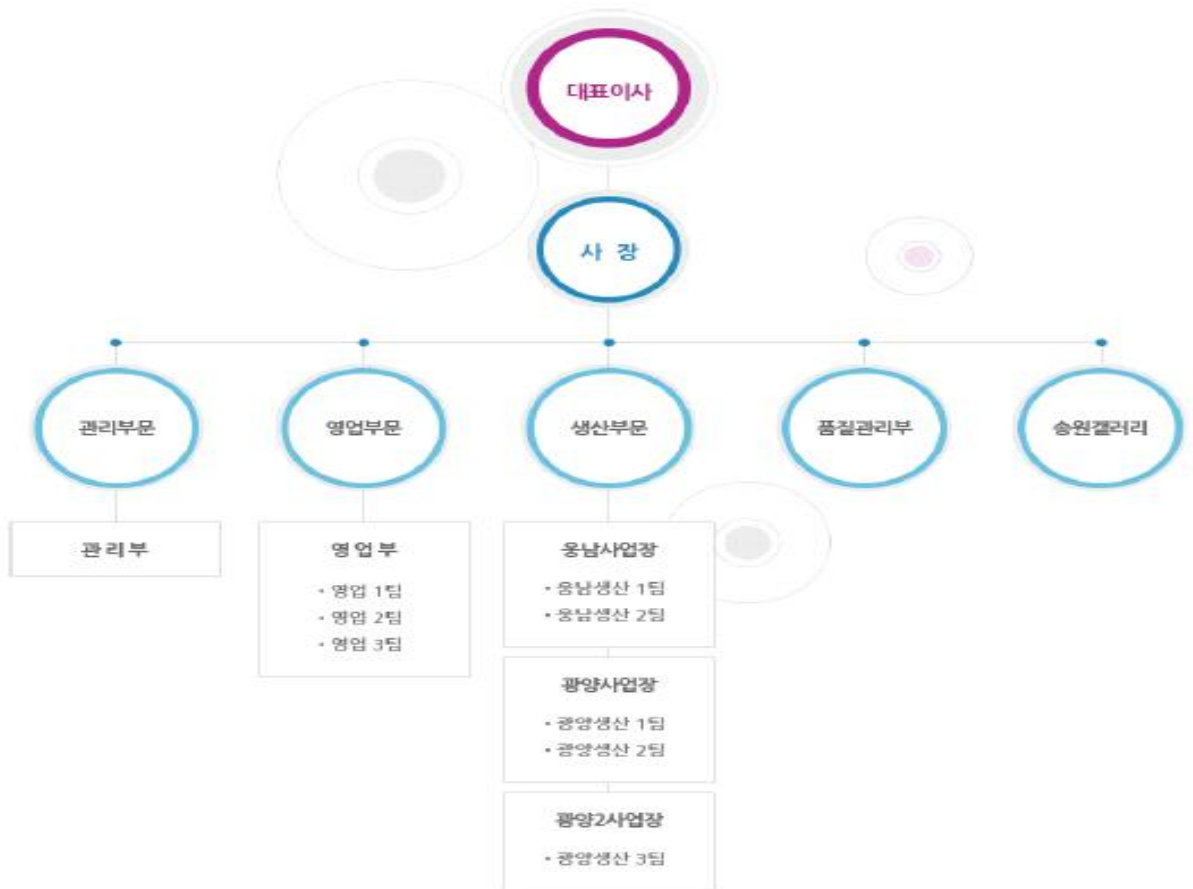 대표이사
사 장
관리부문
영업부문
생산부문
품질관리부
송원갤러리
관 리 부
영 업 부
• 영업 1팀
• 영업 2팀
• 영업 3팀
웅남사업장
• 웅남생산 1팀
• 웅남생산 2팀
광양사업장
• 광양생산 1팀
• 광양생산 2팀
광양2사업장
• 광양생산 3팀